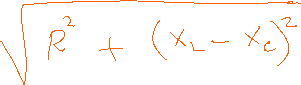 √(R² + (X_L - X_C)²)